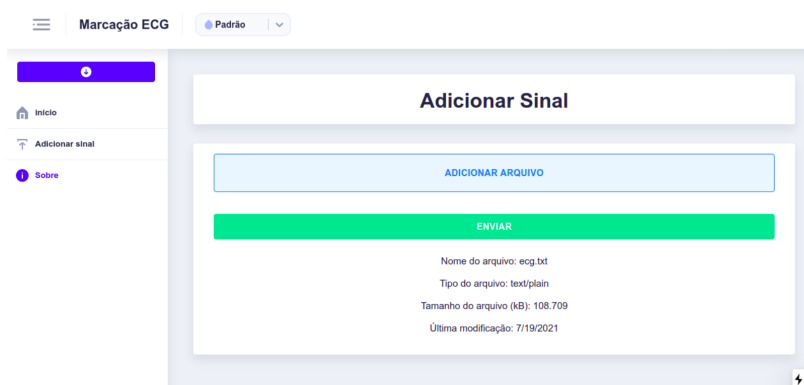 Marcação ECG
Padrão
Inicio
Adicionar sinal
Sobre
Adicionar Sinal
ADICIONAR ARQUIVO
ENVIAR
Nome do arquivo: ecg.txt
Tipo do arquivo: text/plain
Tamanho do arquivo (kB): 108.709
Última modificação: 7/19/2021